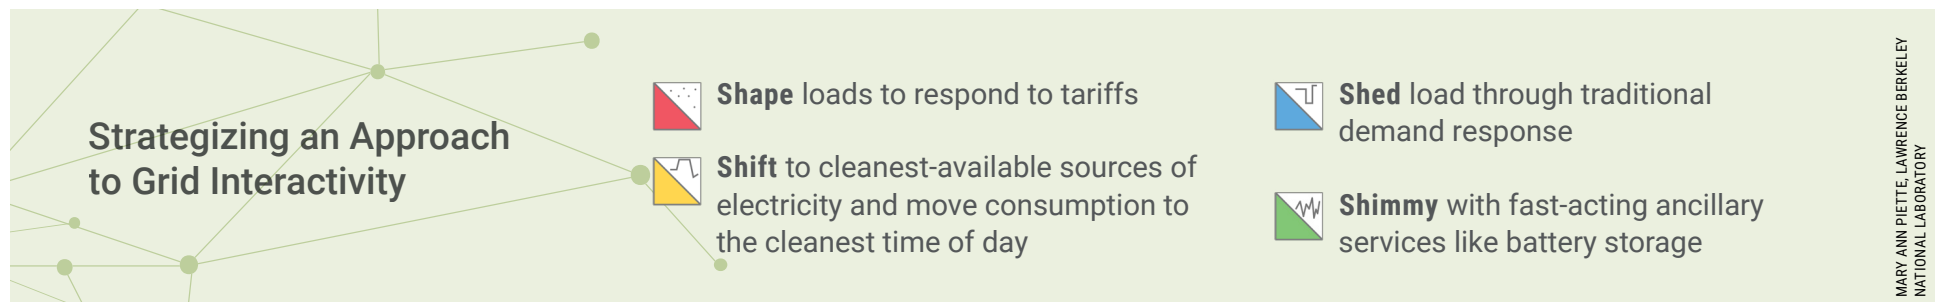 Strategizing an Approach
to Grid Interactivity
Shape loads to respond to tariffs
Shift to cleanest-available sources of
electricity and move consumption to
the cleanest time of day
Shed load through traditional
demand response
Shimmy with fast-acting ancillary
services like battery storage
MARY ANN PIETTE, LAWRENCE BERKELEY
NATIONAL LABORATORY